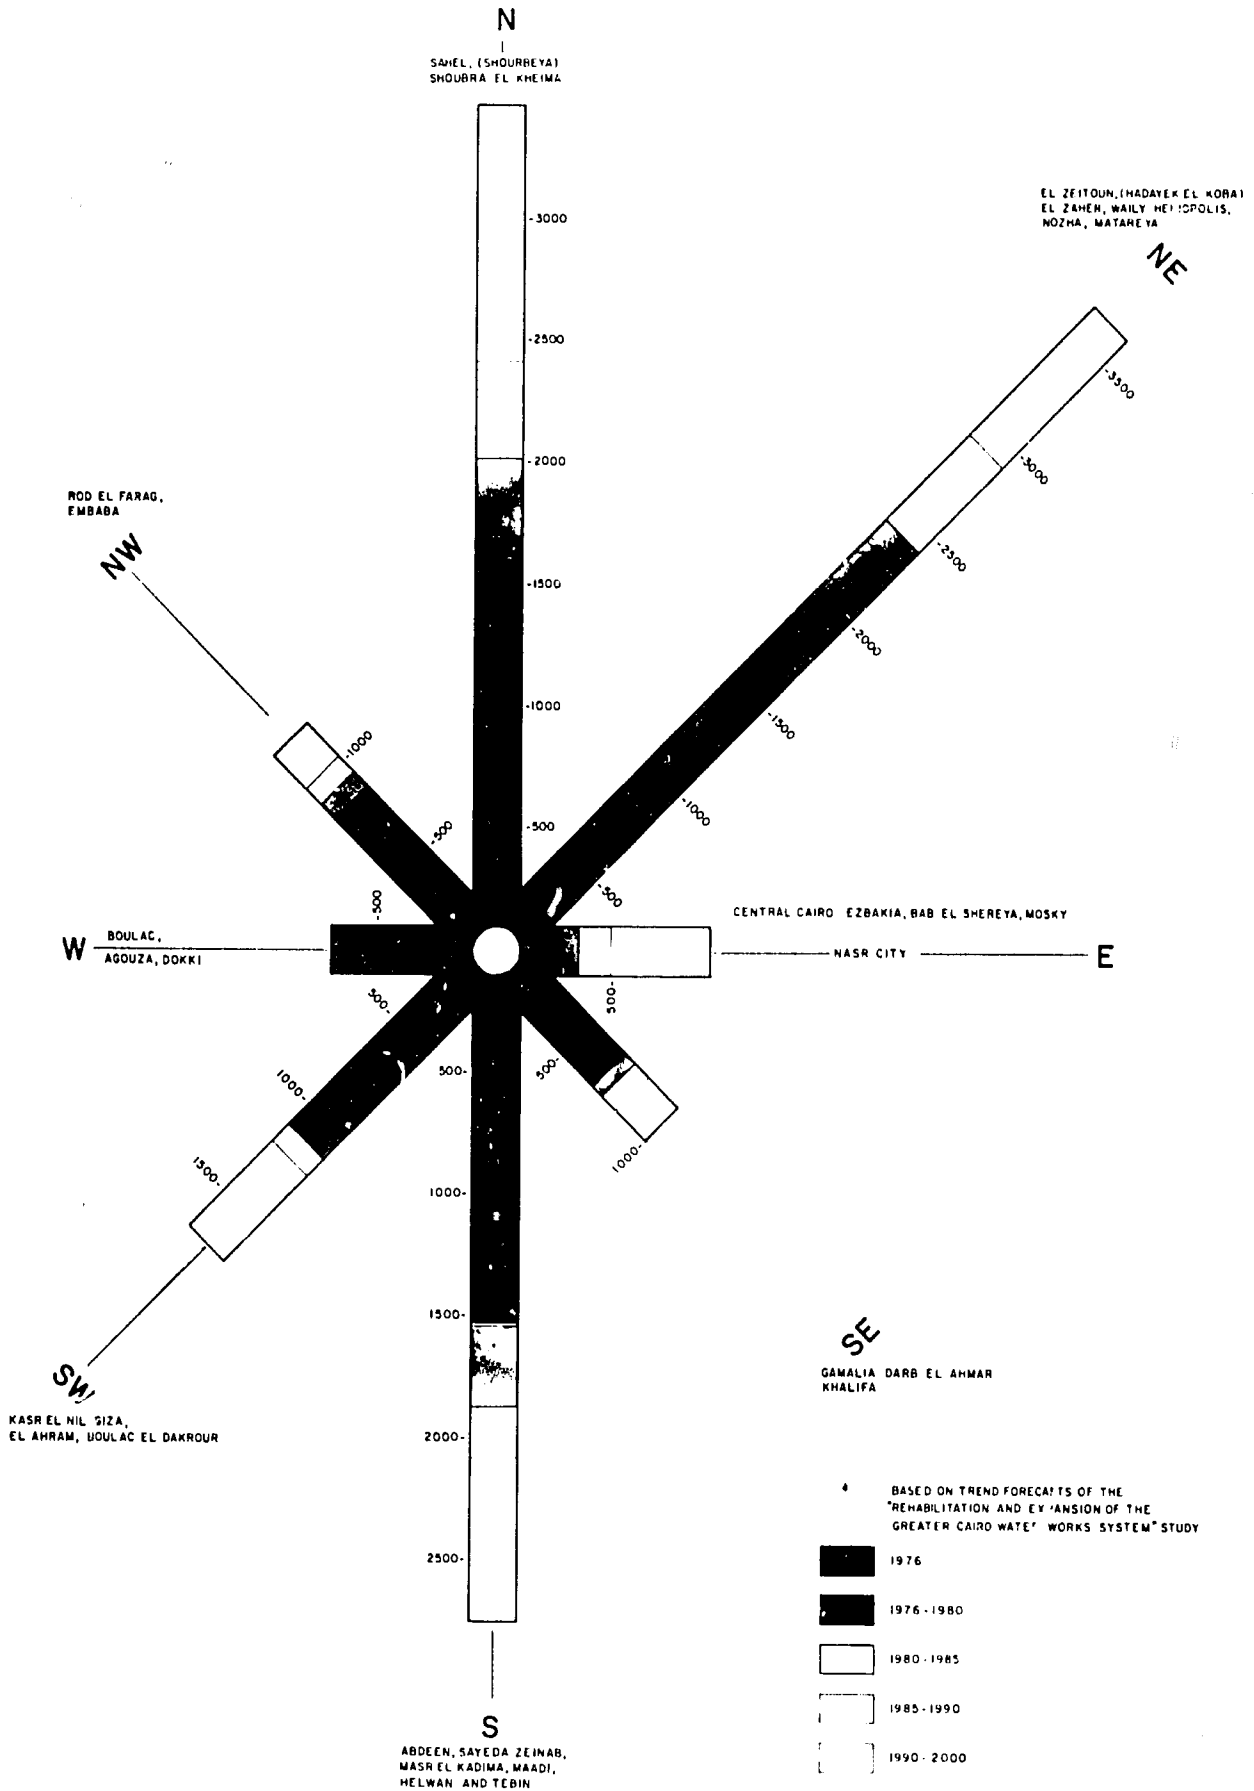 N
SAHEL, (SHOURBEYA)
SHOUBRA EL KHEIMA
EL ZEITOUN, (HADAYEK EL KOBA)
EL ZAHER, WAILY
NOZHA, MATAREYA
NE
-3000
-2500
-2000
-1500
-1000
-500
-3500
-3000
-2500
-2000
-1500
-1000
-500
ROD EL FARAG,
EMBABA
NW
-1000
-500
W
BOULAC,
AGOUZA, DOKKI
-500
CENTRAL CAIRO EZBAKIA, BAB EL SHEREYA, MOSKY
NASR CITY
E
500-
500-
1000-
1500-
500-
1000-
500-
1000-
1500-
2000-
2500-
SW
KASR EL NIL GIZA,
EL AHRAM, BOULAC EL DAKROUR
SE
GAMALIA DARB EL AHMAR
KHALIFA
S
ABDEEN, SAYEDA ZEINAB,
MASR EL KADIMA, MAADI,
HELWAN AND TEBIN
BASED ON TREND FORECASTS OF THE
"REHABILITATION AND EXPANSION OF THE
GREATER CAIRO WATER WORKS SYSTEM" STUDY
1976
1976-1980
1980-1985
1985-1990
1990-2000